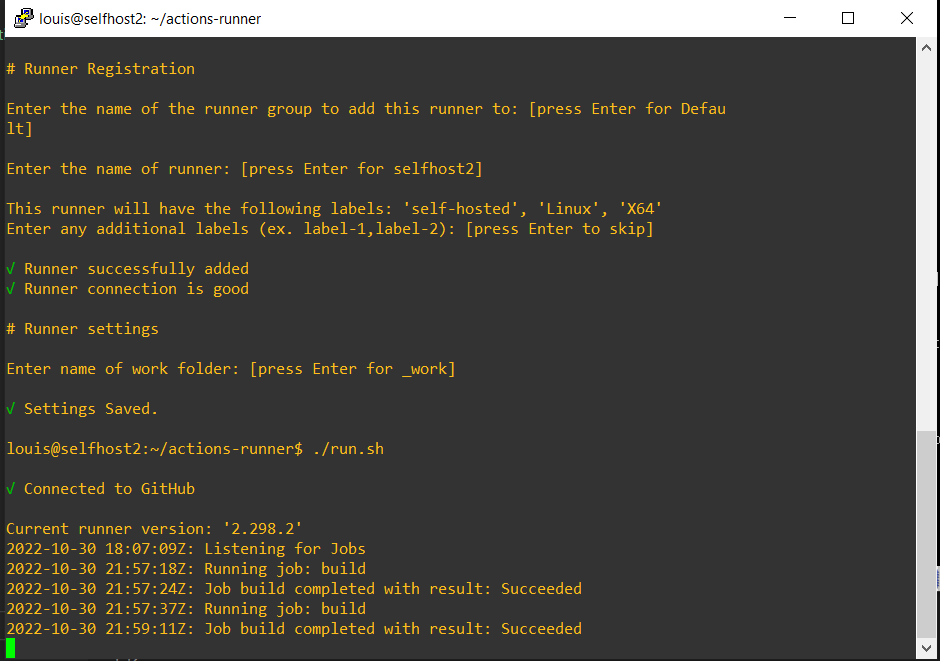 louis@selfhost2: ~/actions-runner
# Runner Registration
Enter the name of the runner group to add this runner to: [press Enter for Defau
lt]
Enter the name of runner: [press Enter for selfhost2]
This runner will have the following labels: 'self-hosted', 'Linux', 'X64'
Enter any additional labels (ex. label-1,label-2): [press Enter to skip]
√ Runner successfully added
√ Runner connection is good
# Runner settings
Enter name of work folder: [press Enter for _work]
√ Settings Saved.
louis@selfhost2:~/actions-runner$ ./run.sh
√ Connected to GitHub
Current runner version: '2.298.2'
2022-10-30 18:07:09Z: Listening for Jobs
2022-10-30 21:57:18Z: Running job: build
2022-10-30 21:57:24Z: Job build completed with result: Succeeded
2022-10-30 21:57:37Z: Running job: build
2022-10-30 21:59:11Z: Job build completed with result: Succeeded